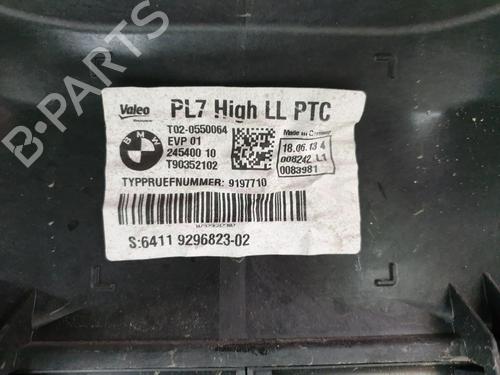 Valeo PL7 High LL PTC
BMW
T02-0550064
EVP 01
245400 10
T90352102
Made in Germany
18.06.13 4
008242 L1
0083981
TYPPRUEFNUMMER: 9197710
S:6411 9296823-02
B-PARTS